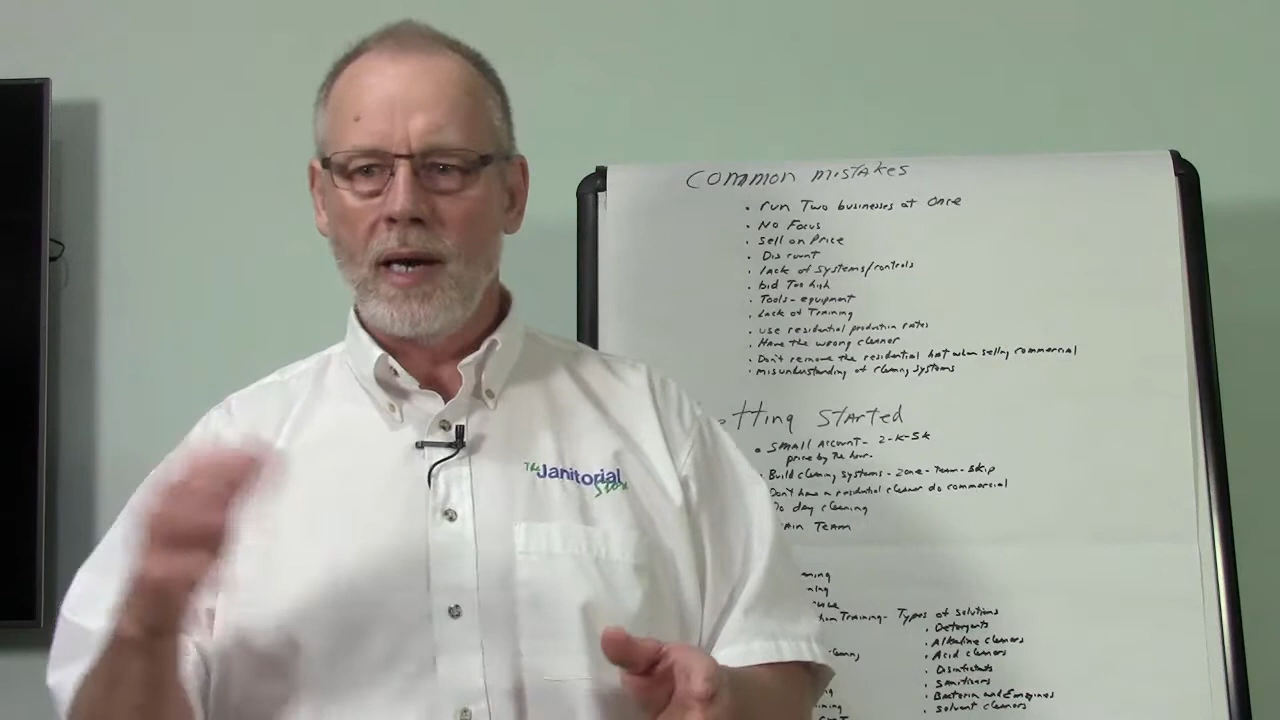 Common mistakes
• run Two businesses at Once
• No Focus
• Sell on Price
• Discount
• lack of systems/controls
• bid Too high
• Tools - equipment
• Lack of Training
• use residential production rates
• Have the wrong cleaner
• Don't remove the residential hat when selling commercial
• misunderstanding of cleaning systems
etting Started
• Small Account - 2-K-5K
price by the hour.
Build cleaning systems - Zone - Team - Skip
Don't have a residential cleaner do commercial
Do day cleaning
ain Team
The Janitorial Store
Training - Types of solutions
• Detergents
• Alkaline cleaners
• Acid cleaners
• Disinfectants
• Sanitizers
• Bacteria and Enzymes
• Solvent cleaners